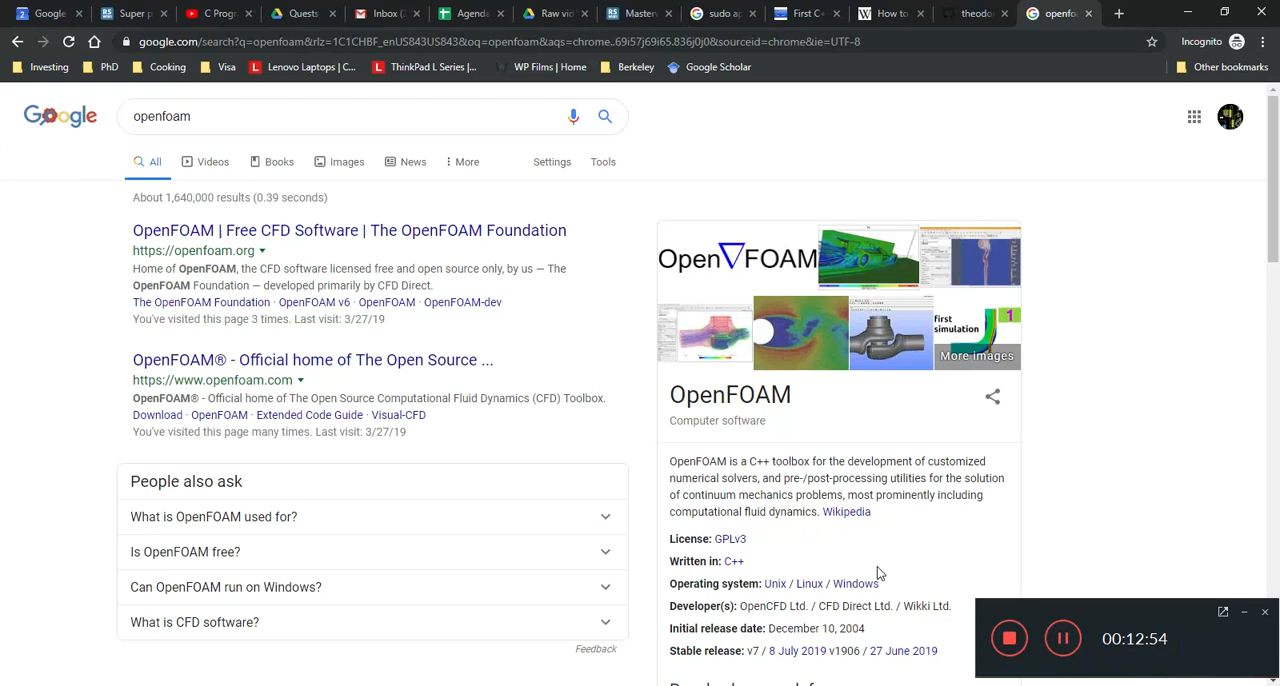 Google
Super p
C Progr
Quests
Inbox (2
Agenda
Raw vid
Master
sudo ap
First C+
How to
theodo
openfo
google.com/search?q=openfoam&rlz=1C1CHBF_enUS843US843&oq=openfoam&aqs=chrome..69i57j69i65.836j0j0&sourceid=chrome&ie=UTF-8
Incognito
Investing
PhD
Cooking
Visa
L Lenovo Laptops | C...
L ThinkPad L Series |...
WP Films | Home
Berkeley
Google Scholar
Other bookmarks
Google
openfoam
All
Videos
Books
Images
News
More
Settings
Tools
About 1,640,000 results (0.39 seconds)
OpenFOAM | Free CFD Software | The OpenFOAM Foundation
https://openfoam.org
Home of OpenFOAM, the CFD software licensed free and open source only, by us — The
OpenFOAM Foundation — developed primarily by CFD Direct.
The OpenFOAM Foundation · OpenFOAM v6 · OpenFOAM · OpenFOAM-dev
You've visited this page 3 times. Last visit: 3/27/19
OpenFOAM® - Official home of The Open Source ...
https://www.openfoam.com
OpenFOAM® - Official home of The Open Source Computational Fluid Dynamics (CFD) Toolbox.
Download · OpenFOAM · Extended Code Guide · Visual-CFD
You've visited this page many times. Last visit: 3/27/19
People also ask
What is OpenFOAM used for?
Is OpenFOAM free?
Can OpenFOAM run on Windows?
What is CFD software?
Feedback
Open∇FOAM
first
simulation
1
More images
OpenFOAM
Computer software
OpenFOAM is a C++ toolbox for the development of customized
numerical solvers, and pre-/post-processing utilities for the solution
of continuum mechanics problems, most prominently including
computational fluid dynamics. Wikipedia
License: GPLv3
Written in: C++
Operating system: Unix / Linux / Windows
Developer(s): OpenCFD Ltd. / CFD Direct Ltd. / Wikki Ltd.
Initial release date: December 10, 2004
Stable release: v7 / 8 July 2019 v1906 / 27 June 2019
00:12:54